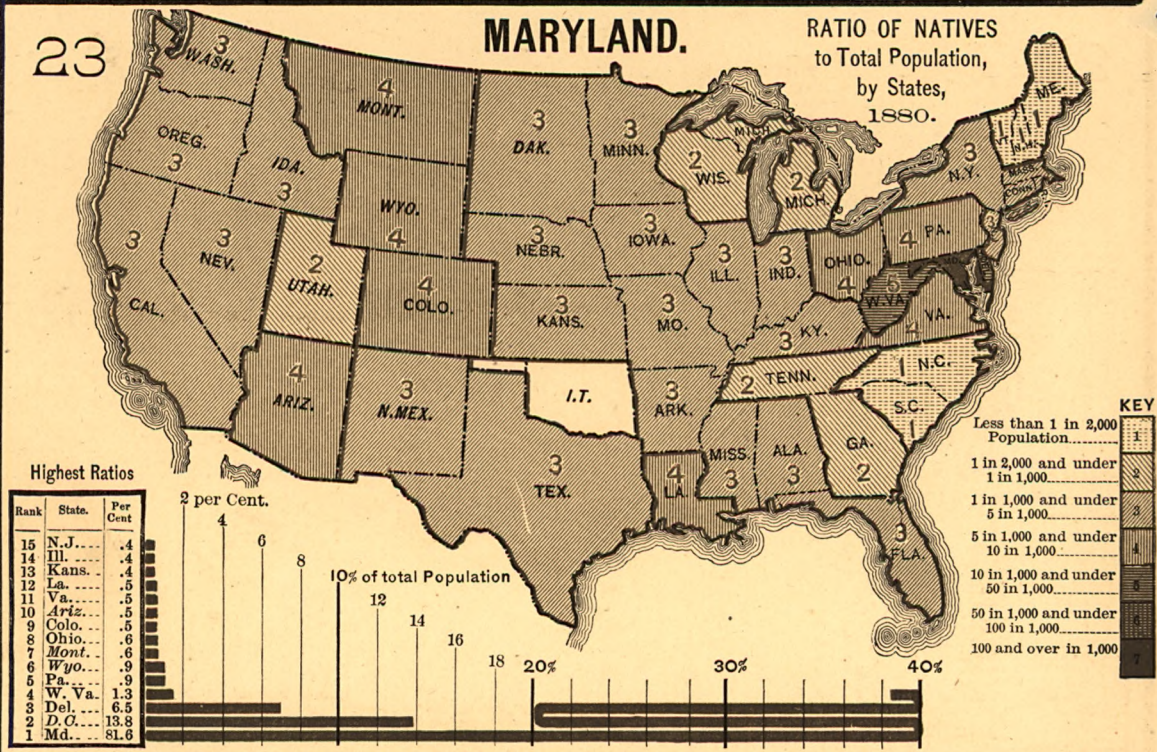 23
MARYLAND.
RATIO OF NATIVES
to Total Population,
by States,
1880.
3
WASH.
4
MONT.
OREG.
3
IDA.
3
3
DAK.
3
MINN.
WYO.
4
2
WIS.
MICH.
2
MICH.
3
N.Y.
ME.
VT.
N.H.
MASS.
CONN.
3
CAL.
3
NEV.
2
UTAH.
4
COLO.
3
NEBR.
3
IOWA.
3
ILL.
3
IND.
OHIO.
4
4 PA.
3
5
W.VA.
4 VA.
3
KANS.
3
MO.
3 KY.
2 TENN.
1 N.C.
S.C.
1
4
ARIZ.
3
N.MEX.
I.T.
3
ARK.
3
TEX.
4
LA.
MISS.
3
ALA.
3
GA.
2
3
FLA.
KEY
Less than 1 in 2,000
Population
1
1 in 2,000 and under
1 in 1,000
2
1 in 1,000 and under
5 in 1,000
3
5 in 1,000 and under
10 in 1,000
4
10 in 1,000 and under
50 in 1,000
5
50 in 1,000 and under
100 in 1,000
6
100 and over in 1,000
7
Highest Ratios
Rank State. Per Cent
15 N.J. .4
14 Ill. .4
13 Kans. .4
12 La. .5
11 Va. .5
10 Ariz. .5
9 Colo. .5
8 Ohio. .6
7 Mont. .6
6 Wyo. .9
5 Pa. .9
4 W. Va. 1.3
3 Del. 6.5
2 D.C. 13.8
1 Md. 81.6
2 per Cent.
4
6
8
10% of total Population
12
14
16
18
20%
30%
40%